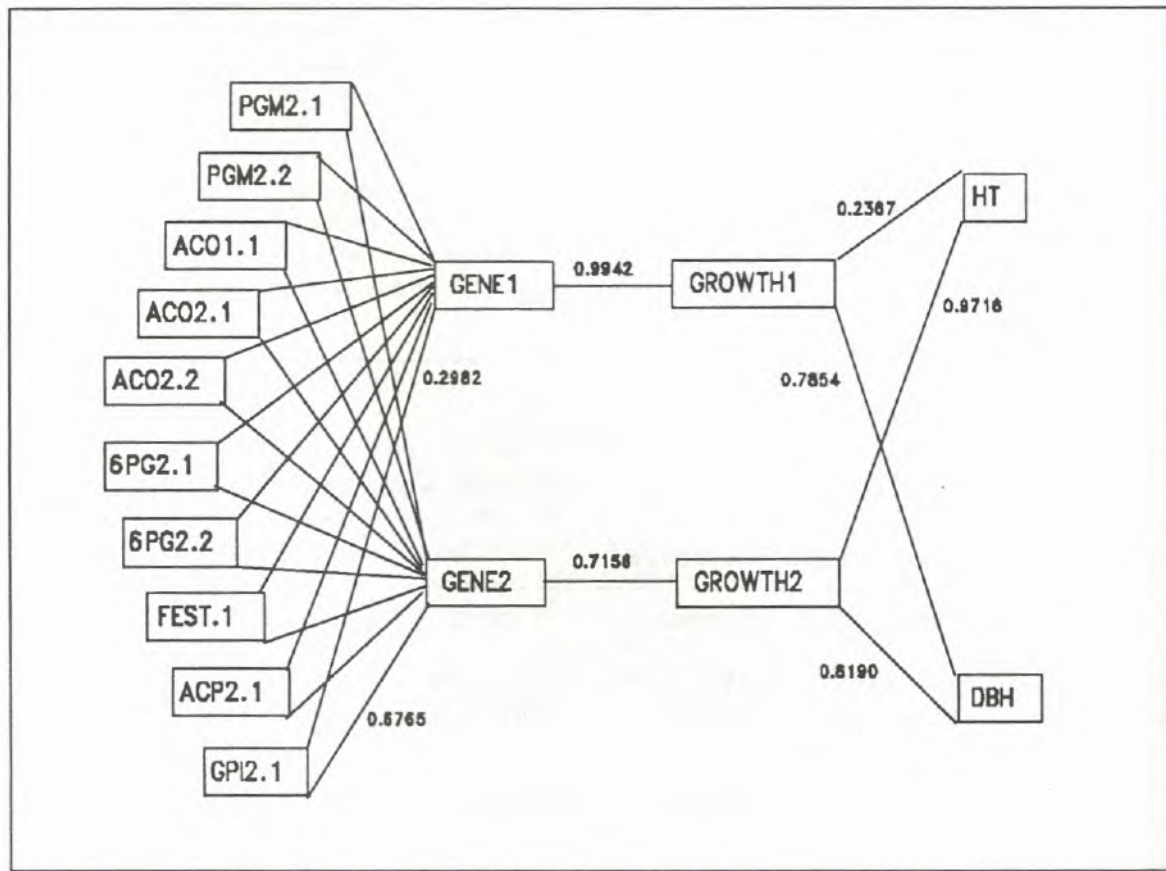 PGM2.1
PGM2.2
ACO1.1
ACO2.1
ACO2.2
6PG2.1
6PG2.2
FEST.1
ACP2.1
GPI2.1
GENE1
0.9942
GROWTH1
0.2367
HT
0.9716
0.2982
0.7854
GENE2
0.7158
GROWTH2
0.6190
DBH
0.6765